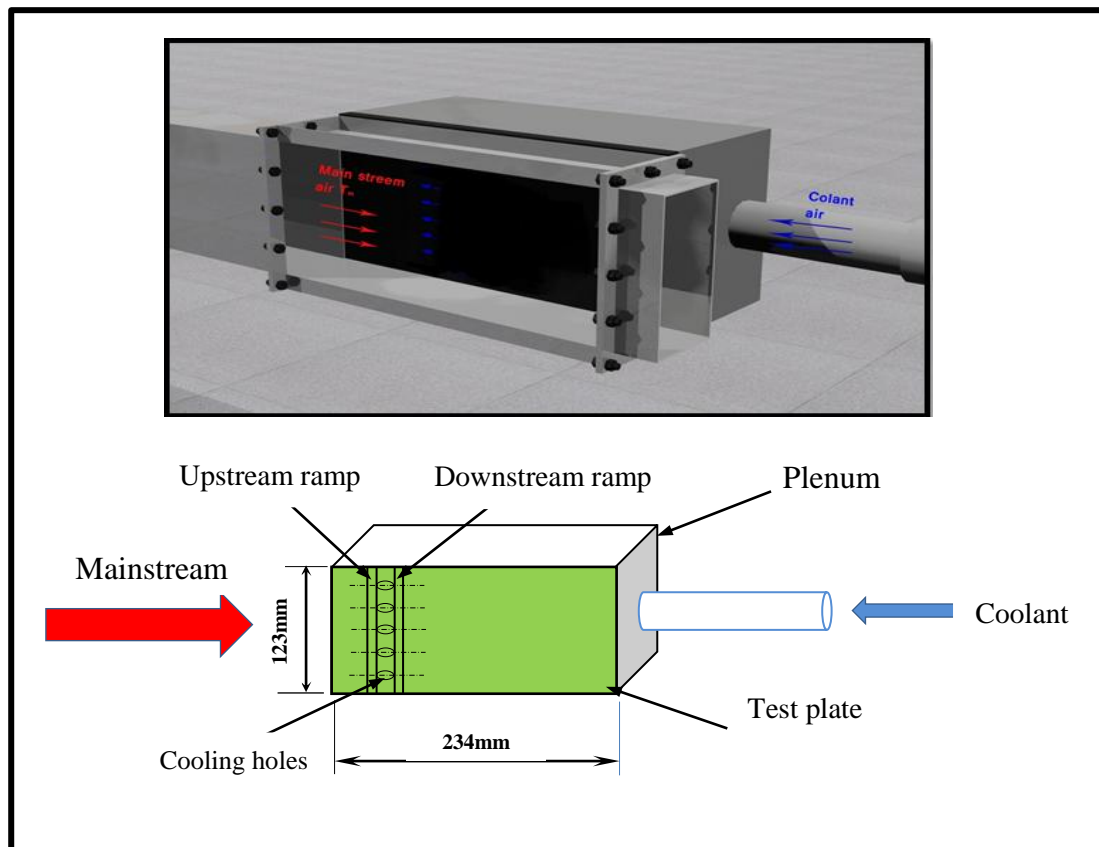 Main streem
air T∞
Colant
air
Upstream ramp
Downstream ramp
Plenum
Mainstream
Coolant
123mm
Test plate
Cooling holes
234mm